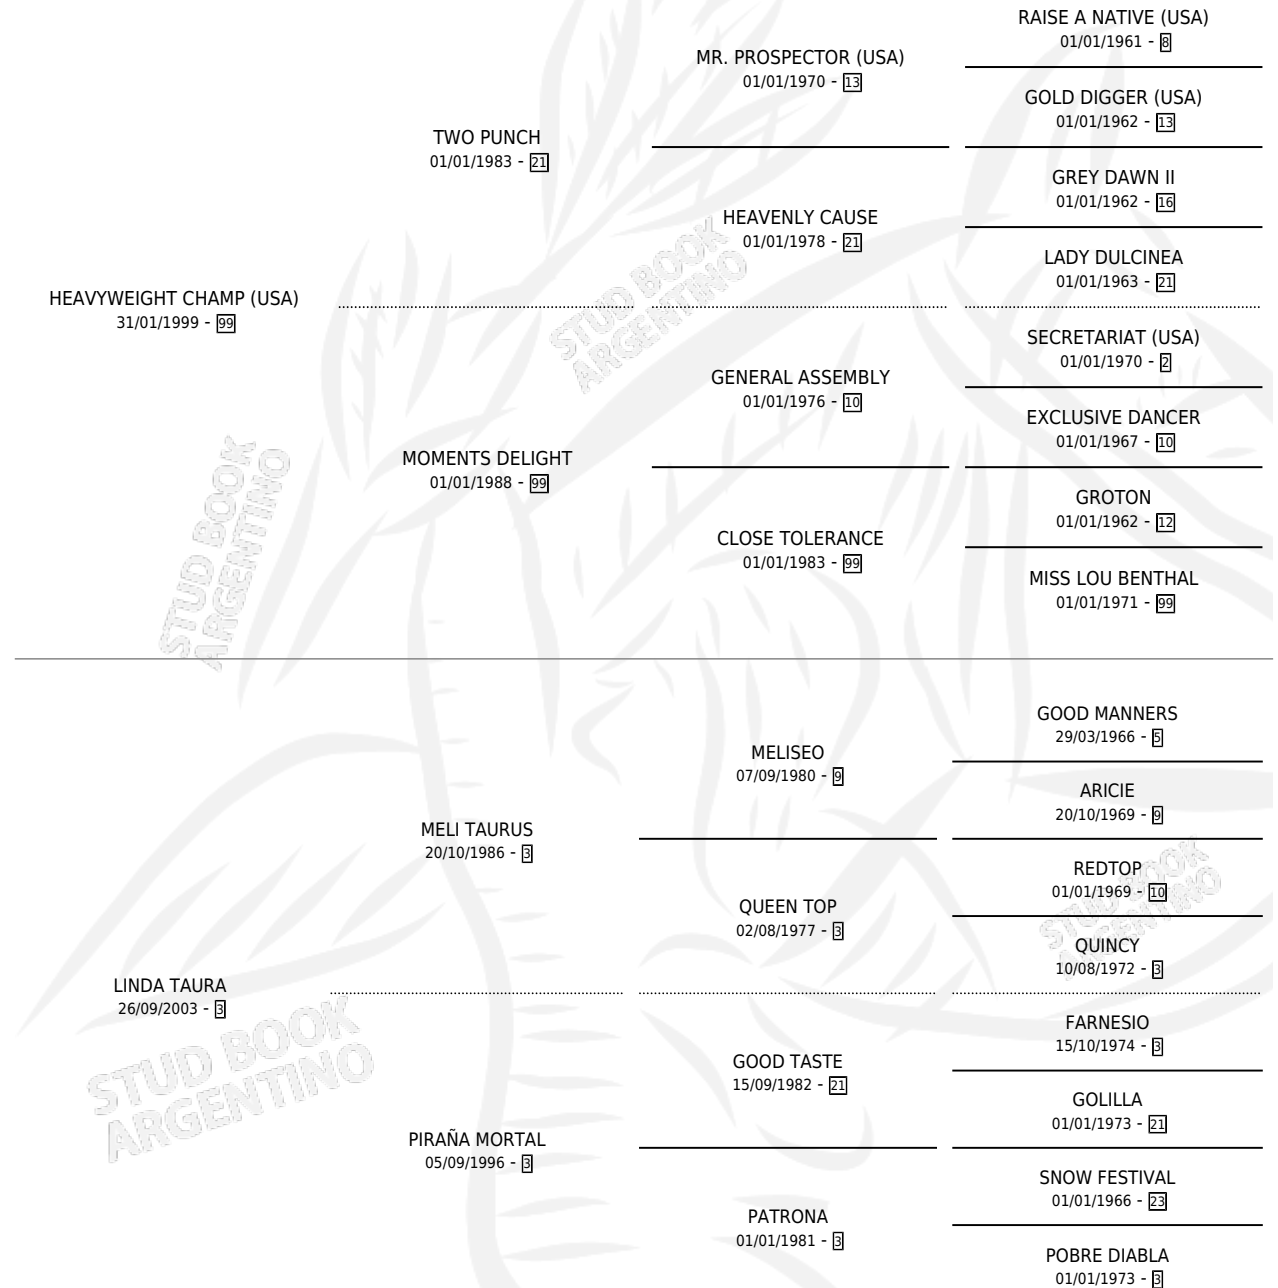 RAISE A NATIVE (USA)
01/01/1961 - 8
MR. PROSPECTOR (USA)
01/01/1970 - 13
GOLD DIGGER (USA)
01/01/1962 - 13
TWO PUNCH
01/01/1983 - 21
GREY DAWN II
01/01/1962 - 16
HEAVENLY CAUSE
01/01/1978 - 21
LADY DULCINEA
01/01/1963 - 21
HEAVYWEIGHT CHAMP (USA)
31/01/1999 - 99
STUD BOOK
ARGENTINO
SECRETARIAT (USA)
01/01/1970 - 2
GENERAL ASSEMBLY
01/01/1976 - 10
EXCLUSIVE DANCER
01/01/1967 - 10
MOMENTS DELIGHT
01/01/1988 - 99
GROTON
01/01/1962 - 12
CLOSE TOLERANCE
01/01/1983 - 99
MISS LOU BENTHAL
01/01/1971 - 99
STUD BOOK
ARGENTINO
GOOD MANNERS
29/03/1966 - 5
MELISEO
07/09/1980 - 9
ARICIE
20/10/1969 - 9
MELI TAURUS
20/10/1986 - 3
REDTOP
01/01/1969 - 10
QUEEN TOP
02/08/1977 - 3
STUD BOOK
ARGENTINO
QUINCY
10/08/1972 - 3
LINDA TAURA
26/09/2003 - 3
FARNESIO
15/10/1974 - 3
GOOD TASTE
15/09/1982 - 21
STUD BOOK
ARGENTINO
GOLILLA
01/01/1973 - 21
PIRAÑA MORTAL
05/09/1996 - 3
SNOW FESTIVAL
01/01/1966 - 23
PATRONA
01/01/1981 - 3
POBRE DIABLA
01/01/1973 - 3